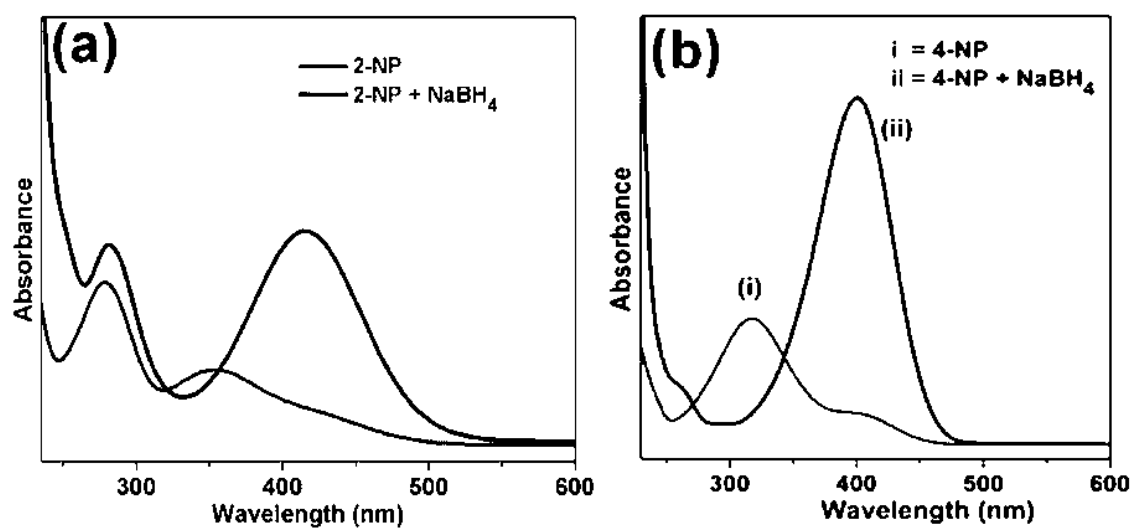 (a)
2-NP
2-NP + NaBH4
Absorbance
300
400
500
600
Wavelength (nm)
(b)
i = 4-NP
ii = 4-NP + NaBH4
(ii)
(i)
Absorbance
300
400
500
600
Wavelength (nm)